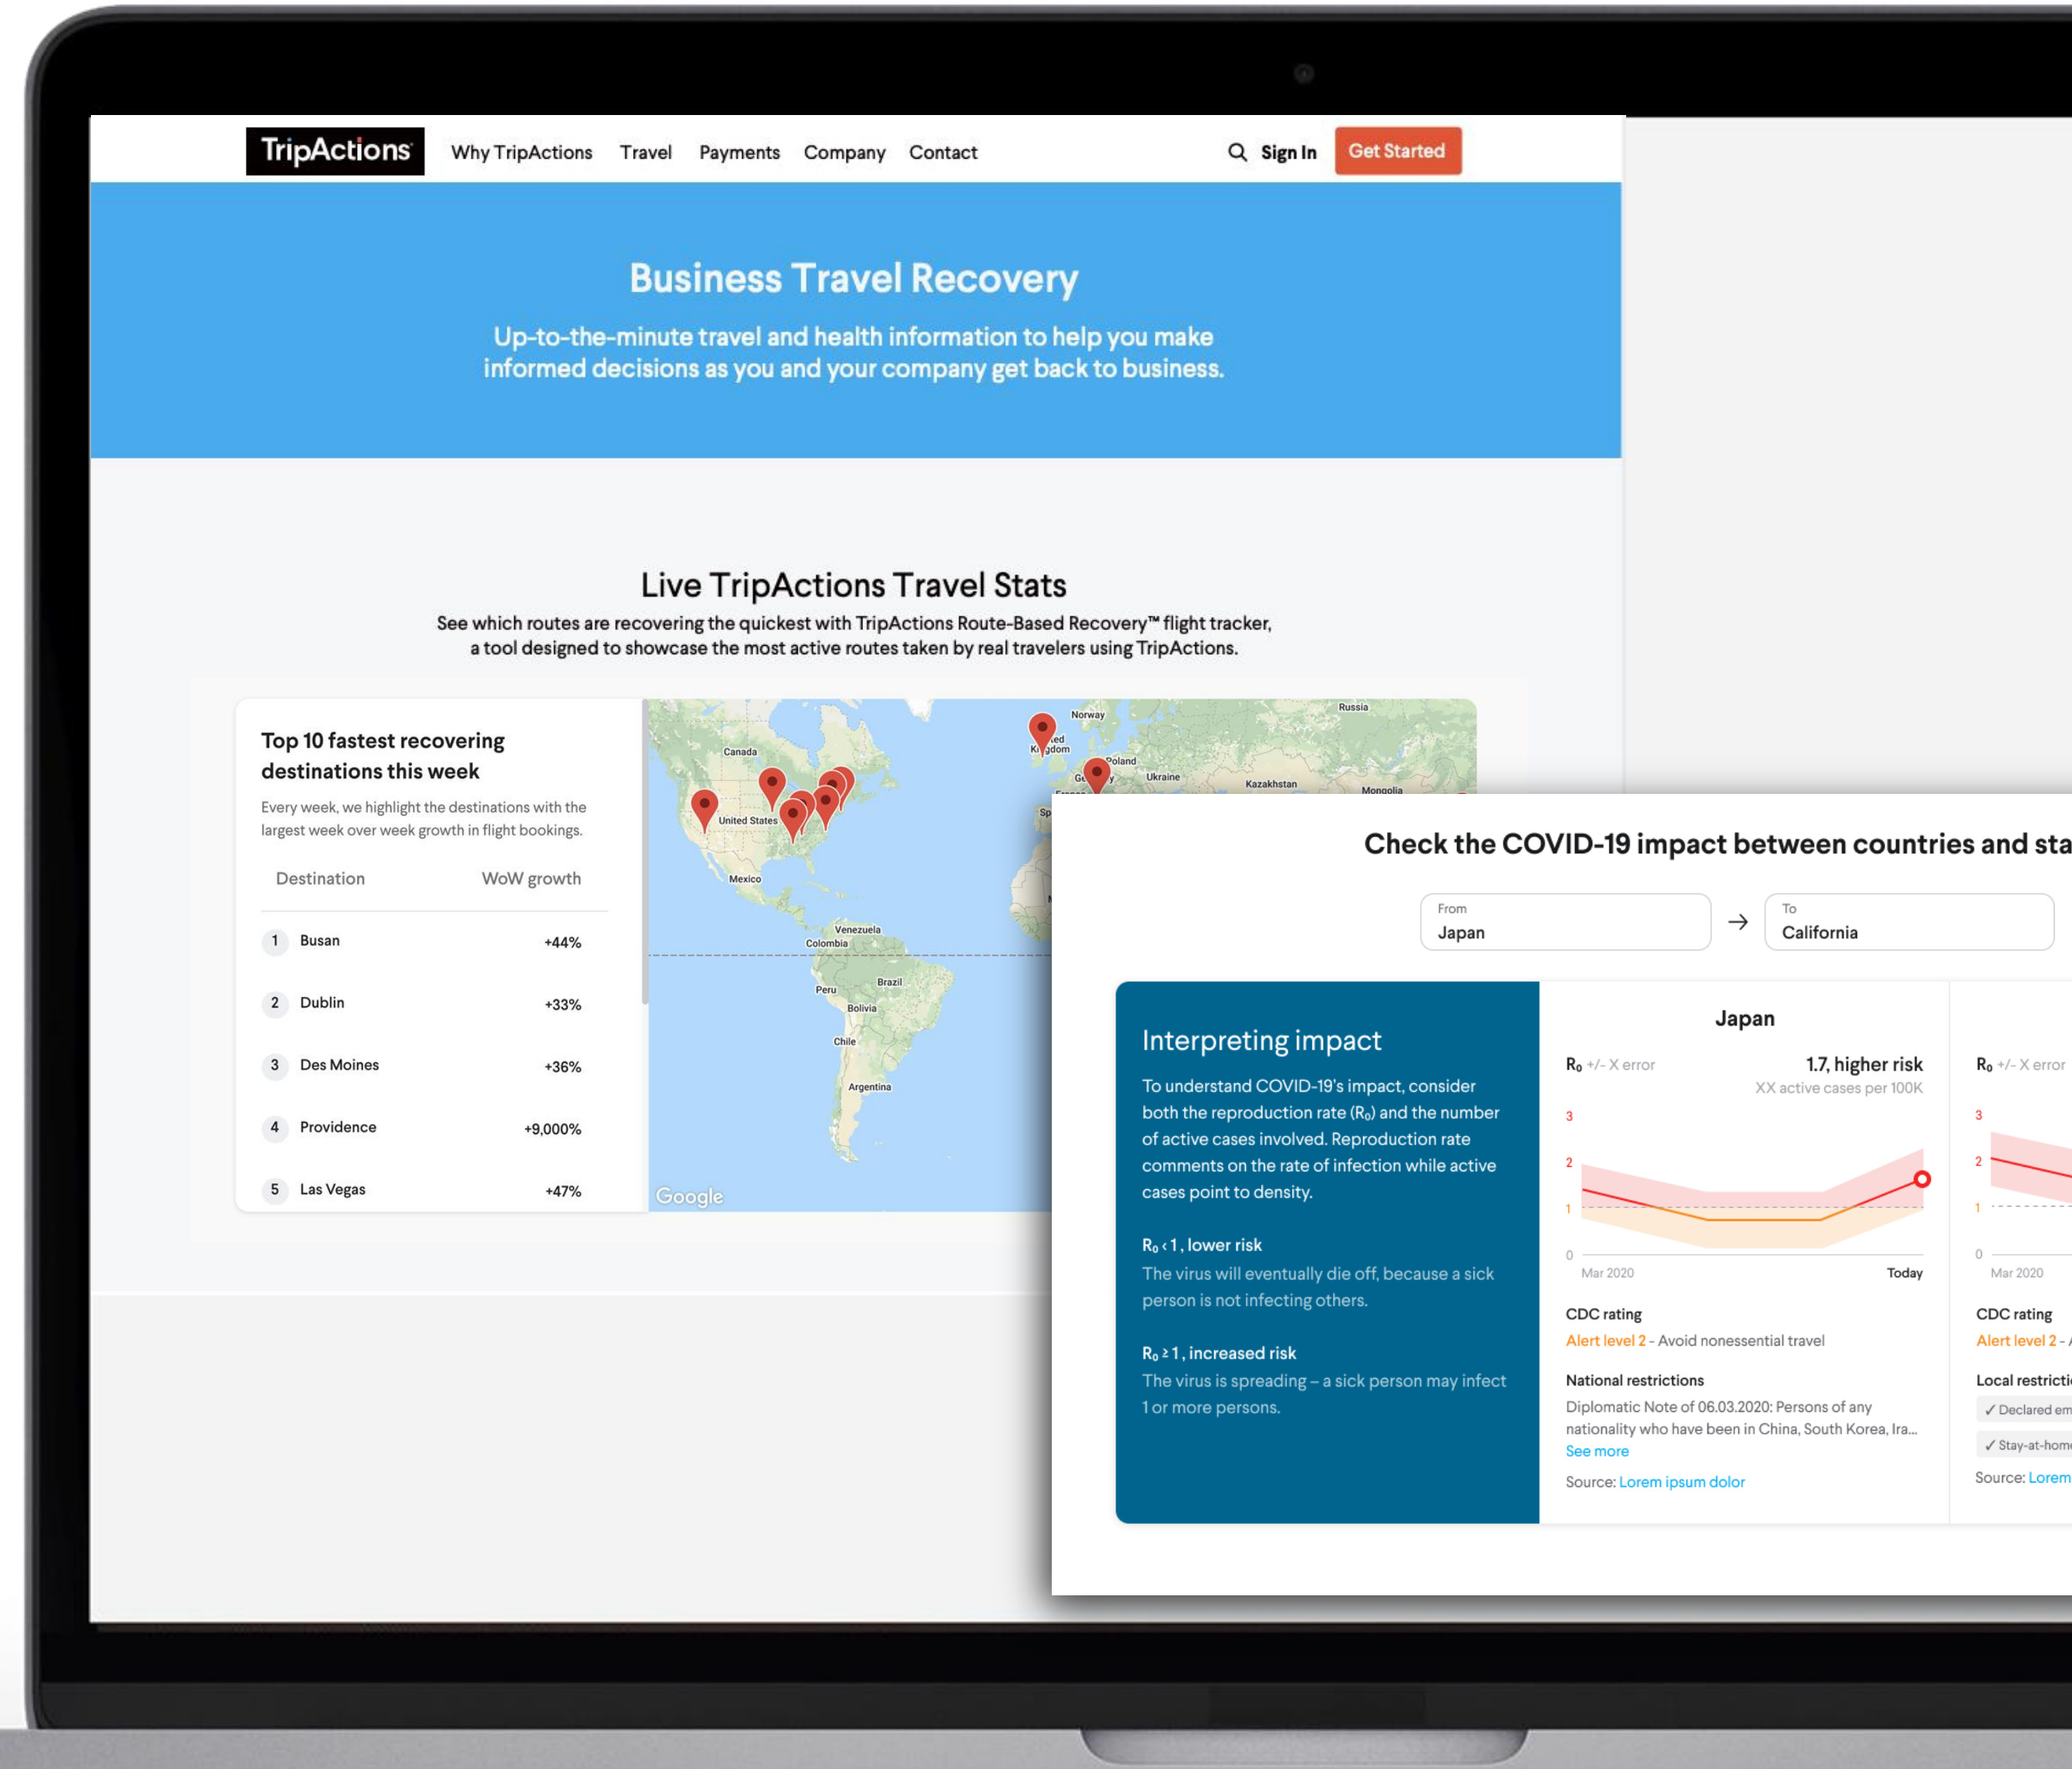 TripActions
Why TripActions Travel Payments Company Contact
Sign In Get Started
Business Travel Recovery
Up-to-the-minute travel and health information to help you make
informed decisions as you and your company get back to business.
Live TripActions Travel Stats
See which routes are recovering the quickest with TripActions Route-Based Recovery™ flight tracker,
a tool designed to showcase the most active routes taken by real travelers using TripActions.
Top 10 fastest recovering
destinations this week
Every week, we highlight the destinations with the
largest week over week growth in flight bookings.
Destination WoW growth
1 Busan +44%
2 Dublin +33%
3 Des Moines +36%
4 Providence +9,000%
5 Las Vegas +47%
Canada
United States
Mexico
Venezuela
Colombia
Peru
Brazil
Bolivia
Chile
Argentina
Google
Norway
Russia
Poland
Ukraine
Kazakhstan
Mongolia
Check the COVID-19 impact between countries and sta
From
Japan
→
To
California
Interpreting impact
To understand COVID-19's impact, consider
both the reproduction rate (R₀) and the number
of active cases involved. Reproduction rate
comments on the rate of infection while active
cases point to density.
R₀ < 1, lower risk
The virus will eventually die off, because a sick
person is not infecting others.
R₀ ≥ 1, increased risk
The virus is spreading – a sick person may infect
1 or more persons.
Japan
R₀ +/- X error 1.7, higher risk
XX active cases per 100K
3
2
1
0
Mar 2020 Today
CDC rating
Alert level 2 - Avoid nonessential travel
National restrictions
Diplomatic Note of 06.03.2020: Persons of any
nationality who have been in China, South Korea, Ira...
See more
Source: Lorem ipsum dolor
R₀ +/- X error
3
2
1
0
Mar 2020
CDC rating
Alert level 2 - A
Local restricti
✓ Declared em
✓ Stay-at-home
Source: Lorem